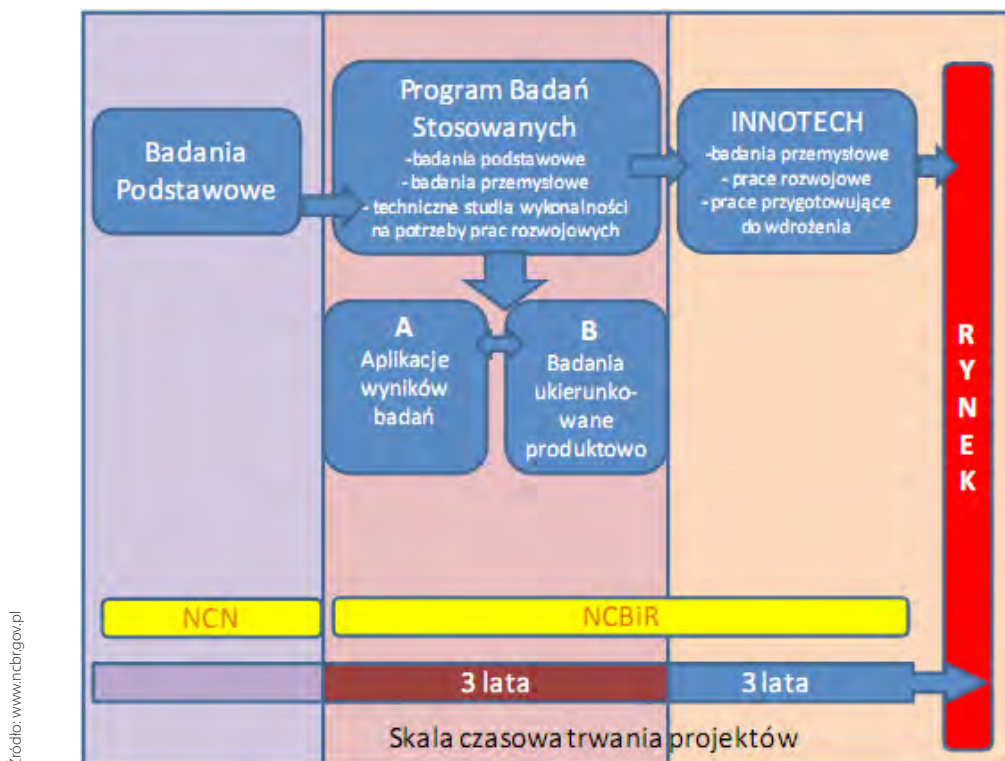 Badania
Podstawowe
Program Badań
Stosowanych
-badania podstawowe
-badania przemysłowe
- techniczne studia wykonalności
na potrzeby prac rozwojowych
INNOTECH
-badania przemysłowe
- prace rozwojowe
- prace przygotowujące
do wdrożenia
A
Aplikacje
wyników
badań
B
Badania
ukierunko-
wane
produktowo
R
Y
N
E
K
NCN
NCBiR
3 lata
3 lata
Skala czasowa trwania projektów
Źródło: www.ncbr.gov.pl